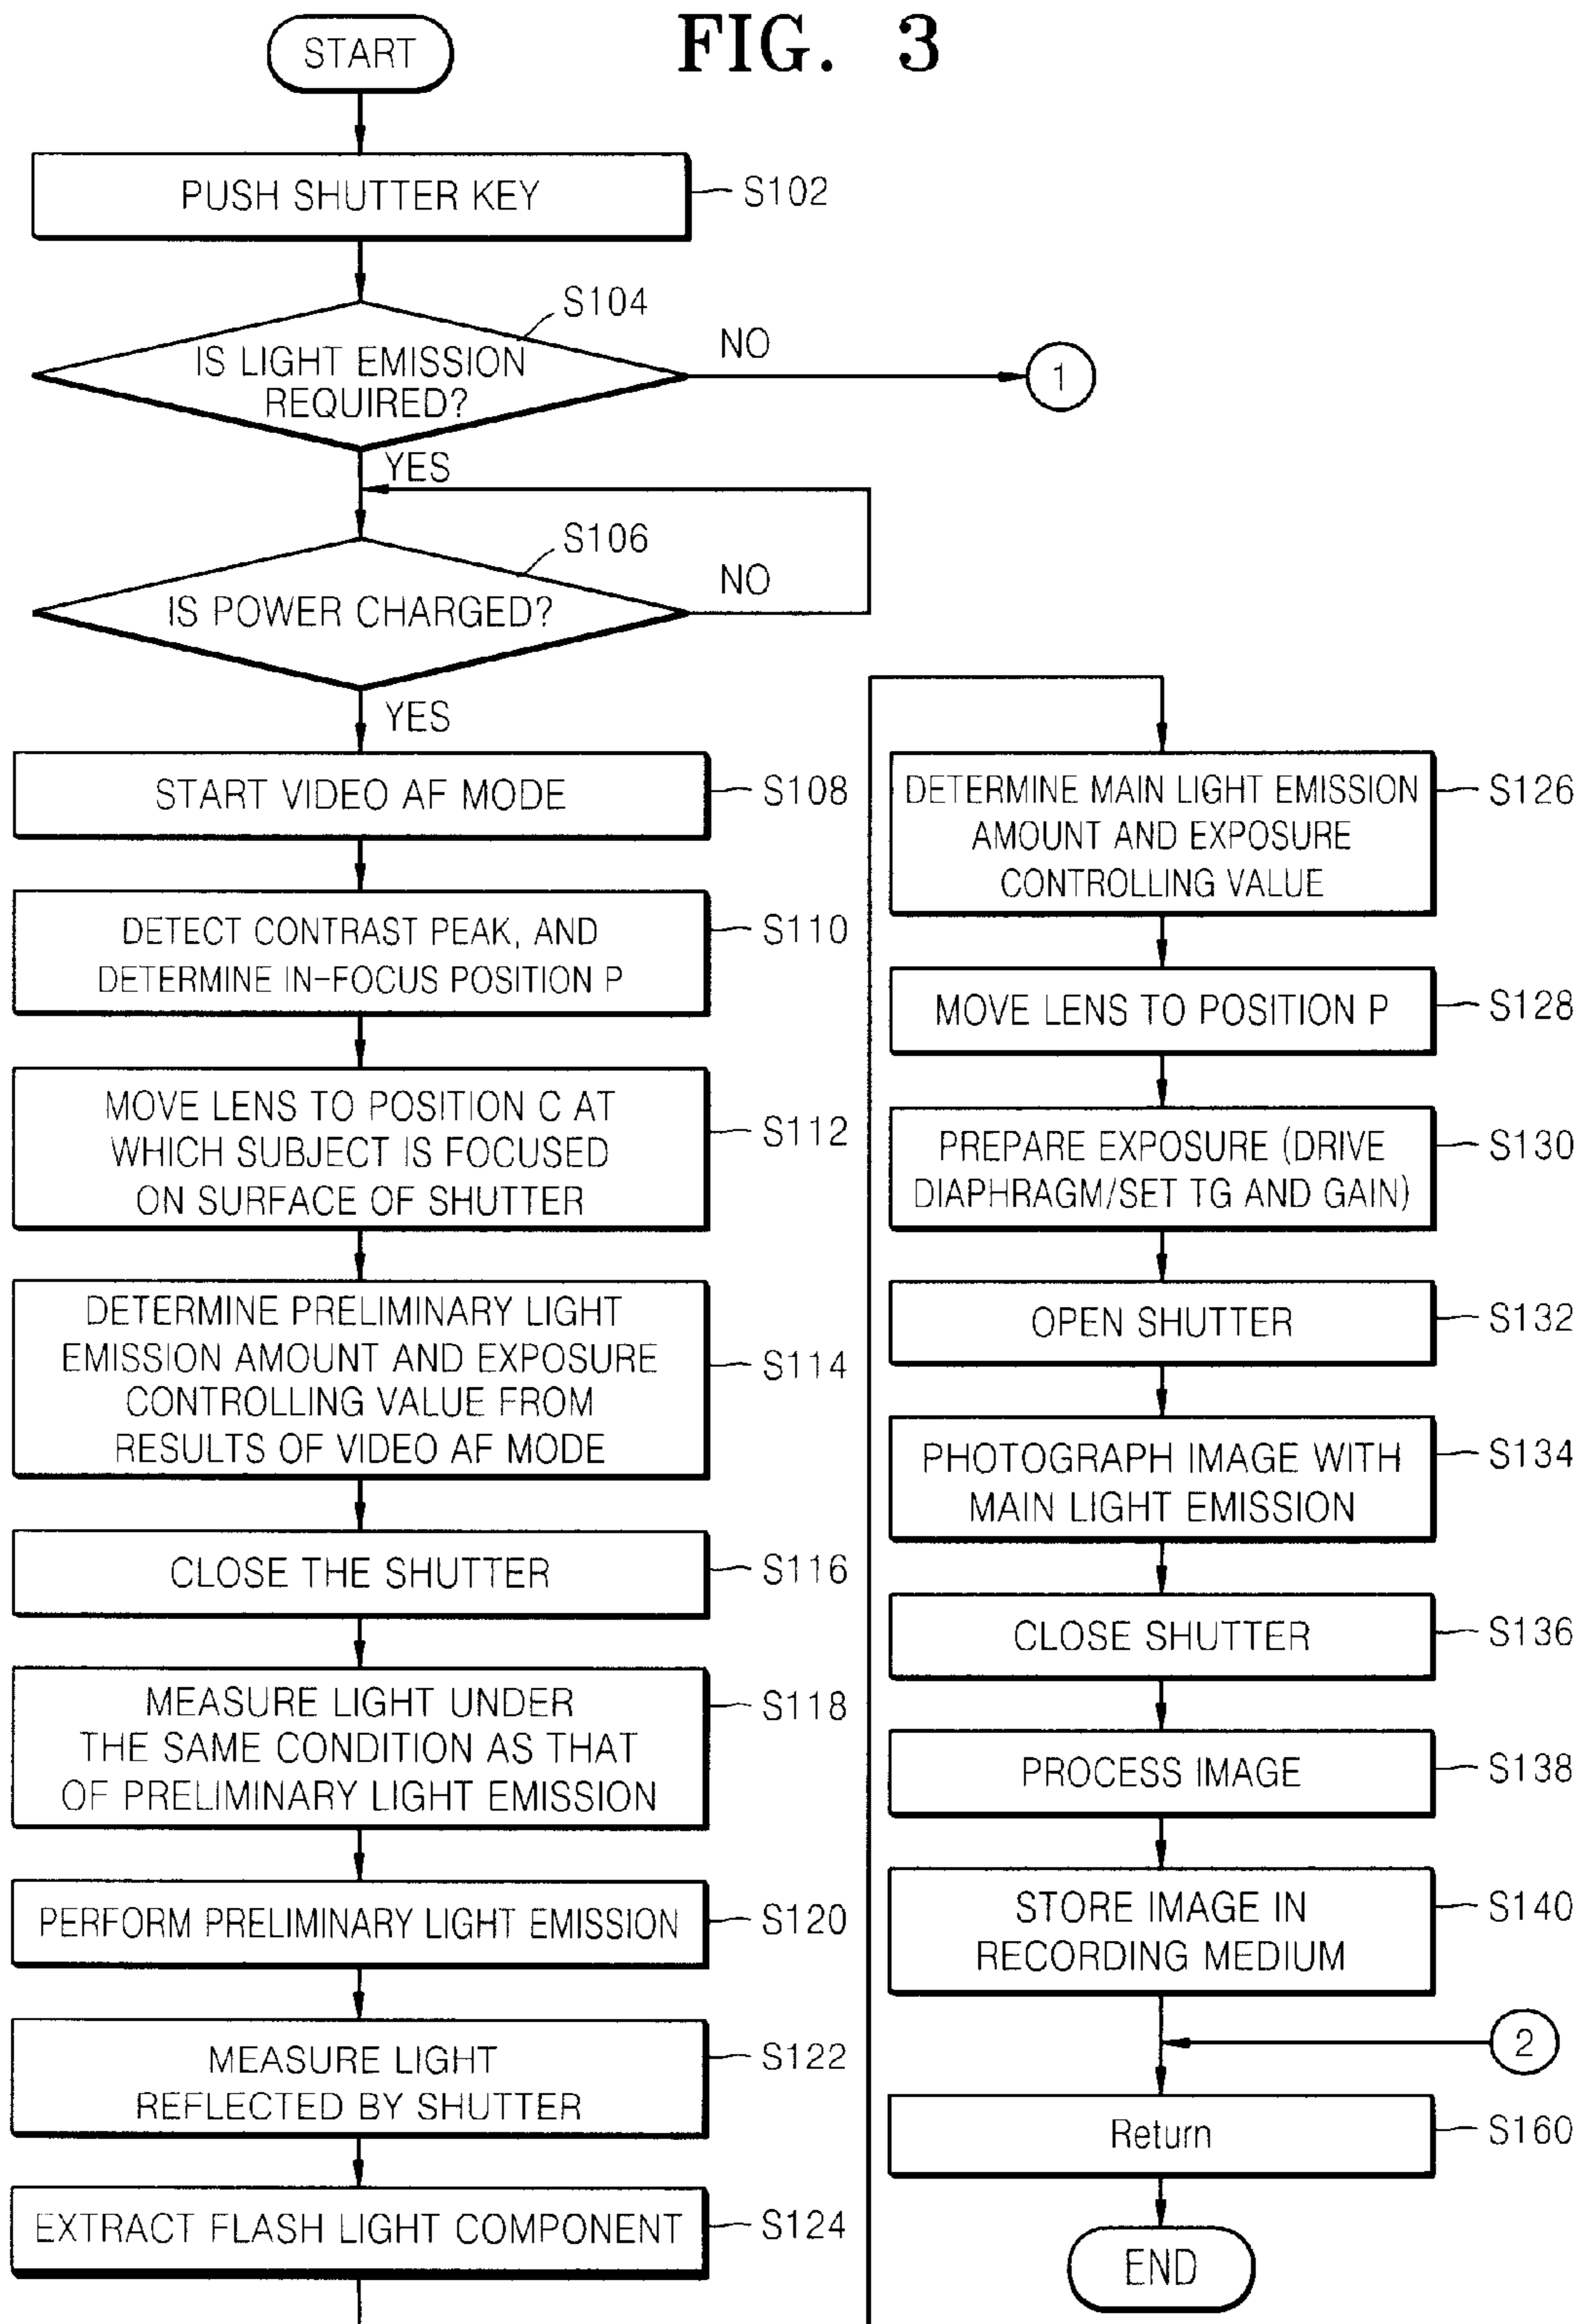 FIG. 3
START
PUSH SHUTTER KEY
S102
S104
IS LIGHT EMISSION
REQUIRED?
NO
1
YES
S106
IS POWER CHARGED?
NO
YES
START VIDEO AF MODE
S108
DETECT CONTRAST PEAK, AND
DETERMINE IN-FOCUS POSITION P
S110
MOVE LENS TO POSITION C AT
WHICH SUBJECT IS FOCUSED
ON SURFACE OF SHUTTER
S112
DETERMINE PRELIMINARY LIGHT
EMISSION AMOUNT AND EXPOSURE
CONTROLLING VALUE FROM
RESULTS OF VIDEO AF MODE
S114
CLOSE THE SHUTTER
S116
MEASURE LIGHT UNDER
THE SAME CONDITION AS THAT
OF PRELIMINARY LIGHT EMISSION
S118
PERFORM PRELIMINARY LIGHT EMISSION
S120
MEASURE LIGHT
REFLECTED BY SHUTTER
S122
EXTRACT FLASH LIGHT COMPONENT
S124
DETERMINE MAIN LIGHT EMISSION
AMOUNT AND EXPOSURE
CONTROLLING VALUE
S126
MOVE LENS TO POSITION P
S128
PREPARE EXPOSURE (DRIVE
DIAPHRAGM/SET TG AND GAIN)
S130
OPEN SHUTTER
S132
PHOTOGRAPH IMAGE WITH
MAIN LIGHT EMISSION
S134
CLOSE SHUTTER
S136
PROCESS IMAGE
S138
STORE IMAGE IN
RECORDING MEDIUM
S140
2
Return
S160
END